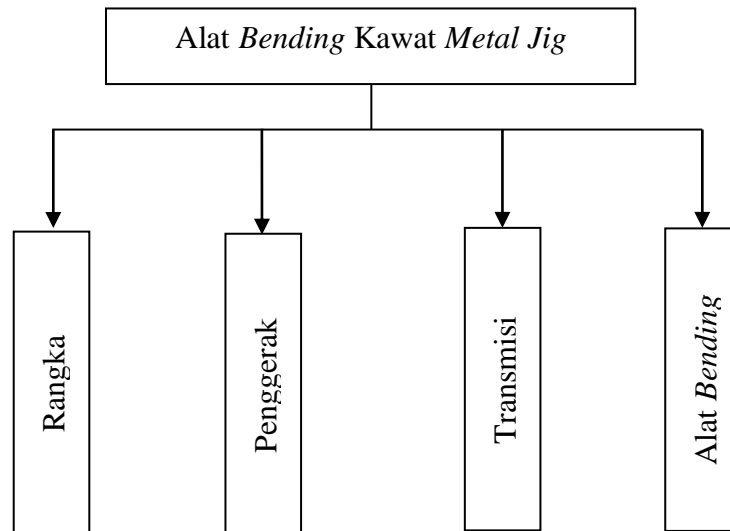 Alat Bending Kawat Metal Jig
Rangka
Penggerak
Transmisi
Alat Bending